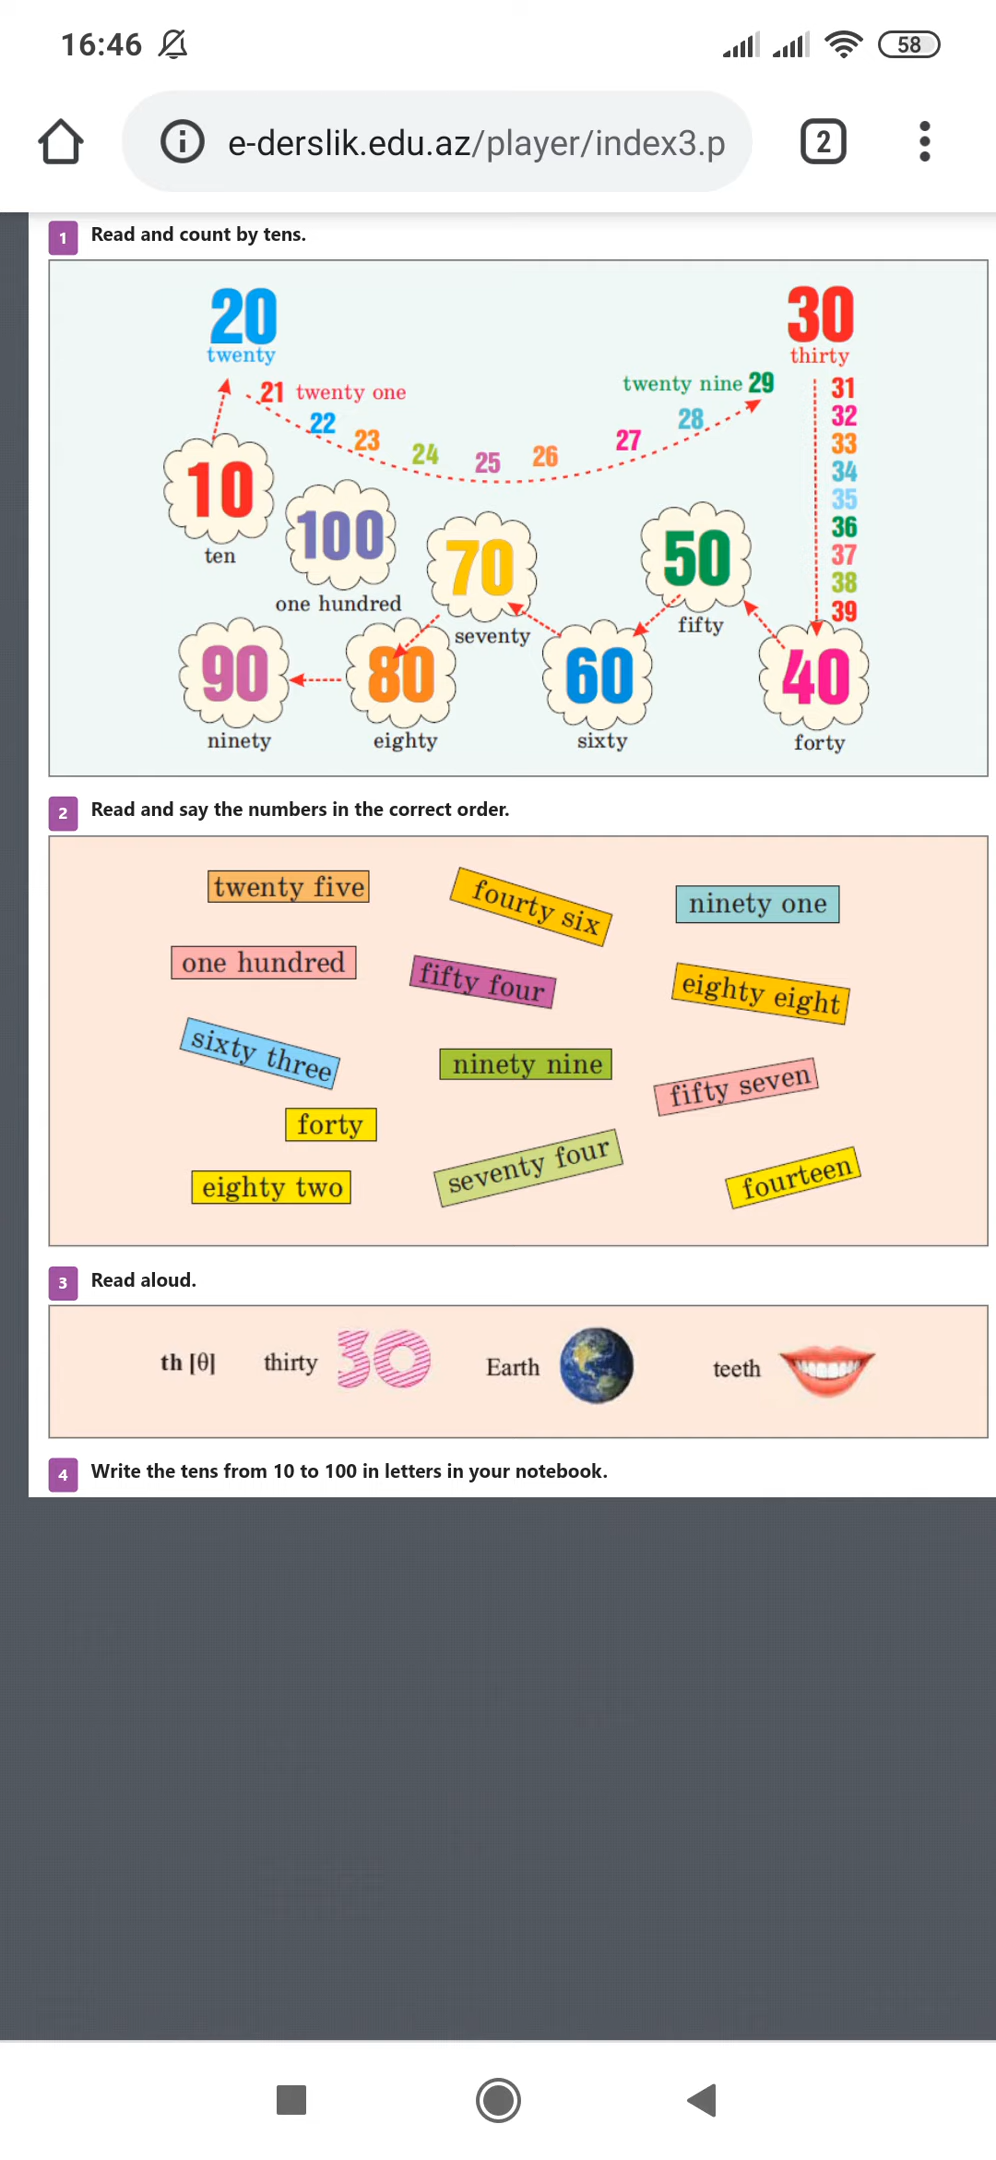 16:46
58
e-derslik.edu.az/player/index3.p
2
1 Read and count by tens.
20
twenty
30
thirty
21 twenty one
22
23
24
25
26
27
28
twenty nine 29
31
32
33
34
35
36
37
38
39
10
ten
100
one hundred
70
seventy
50
fifty
90
ninety
80
eighty
60
sixty
40
forty
2 Read and say the numbers in the correct order.
twenty five
fourty six
ninety one
one hundred
fifty four
eighty eight
sixty three
ninety nine
fifty seven
forty
seventy four
eighty two
fourteen
3 Read aloud.
th [θ] thirty 30 Earth teeth
4 Write the tens from 10 to 100 in letters in your notebook.